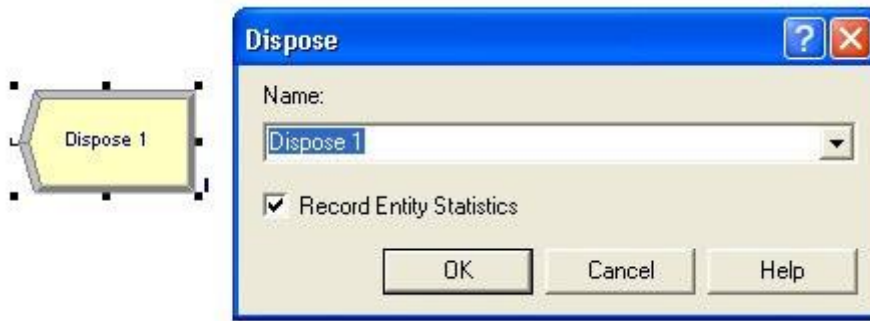 Dispose
?
Name:
Dispose 1
Dispose 1
Record Entity Statistics
OK
Cancel
Help